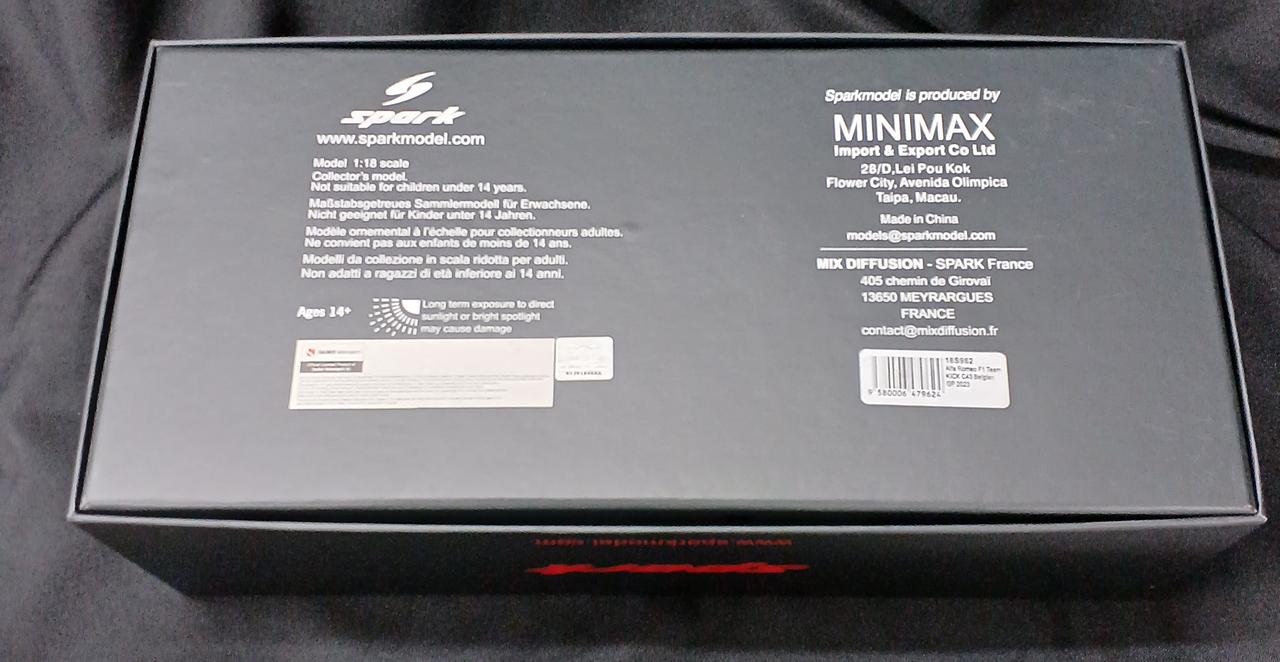 spark
www.sparkmodel.com
Model 1:18 scale
Collector's model.
Not suitable for children under 14 years.
Maßstabsgetreues Sammlermodell für Erwachsene.
Nicht geeignet für Kinder unter 14 Jahren.
Modèle ornemental à l'échelle pour collectionneurs adultes.
Ne convient pas aux enfants de moins de 14 ans.
Modelli da collezione in scala ridotta per adulti.
Non adatti a ragazzi di età inferiore ai 14 anni.
Ages 14+
Long term exposure to direct
sunlight or bright spotlight
may cause damage
Sparkmodel is produced by
MINIMAX
Import & Export Co Ltd
28/D,Lei Pou Kok
Flower City, Avenida Olimpica
Taipa, Macau.
Made in China
models@sparkmodel.com
MIX DIFFUSION - SPARK France
405 chemin de Girovaï
13650 MEYRARGUES
FRANCE
contact@mixdiffusion.fr
18S982
Alfa Romeo F1 Team
KICK C43 Belgian
GP 2023
9 580006 479624
www.sparkmodel.com
spark